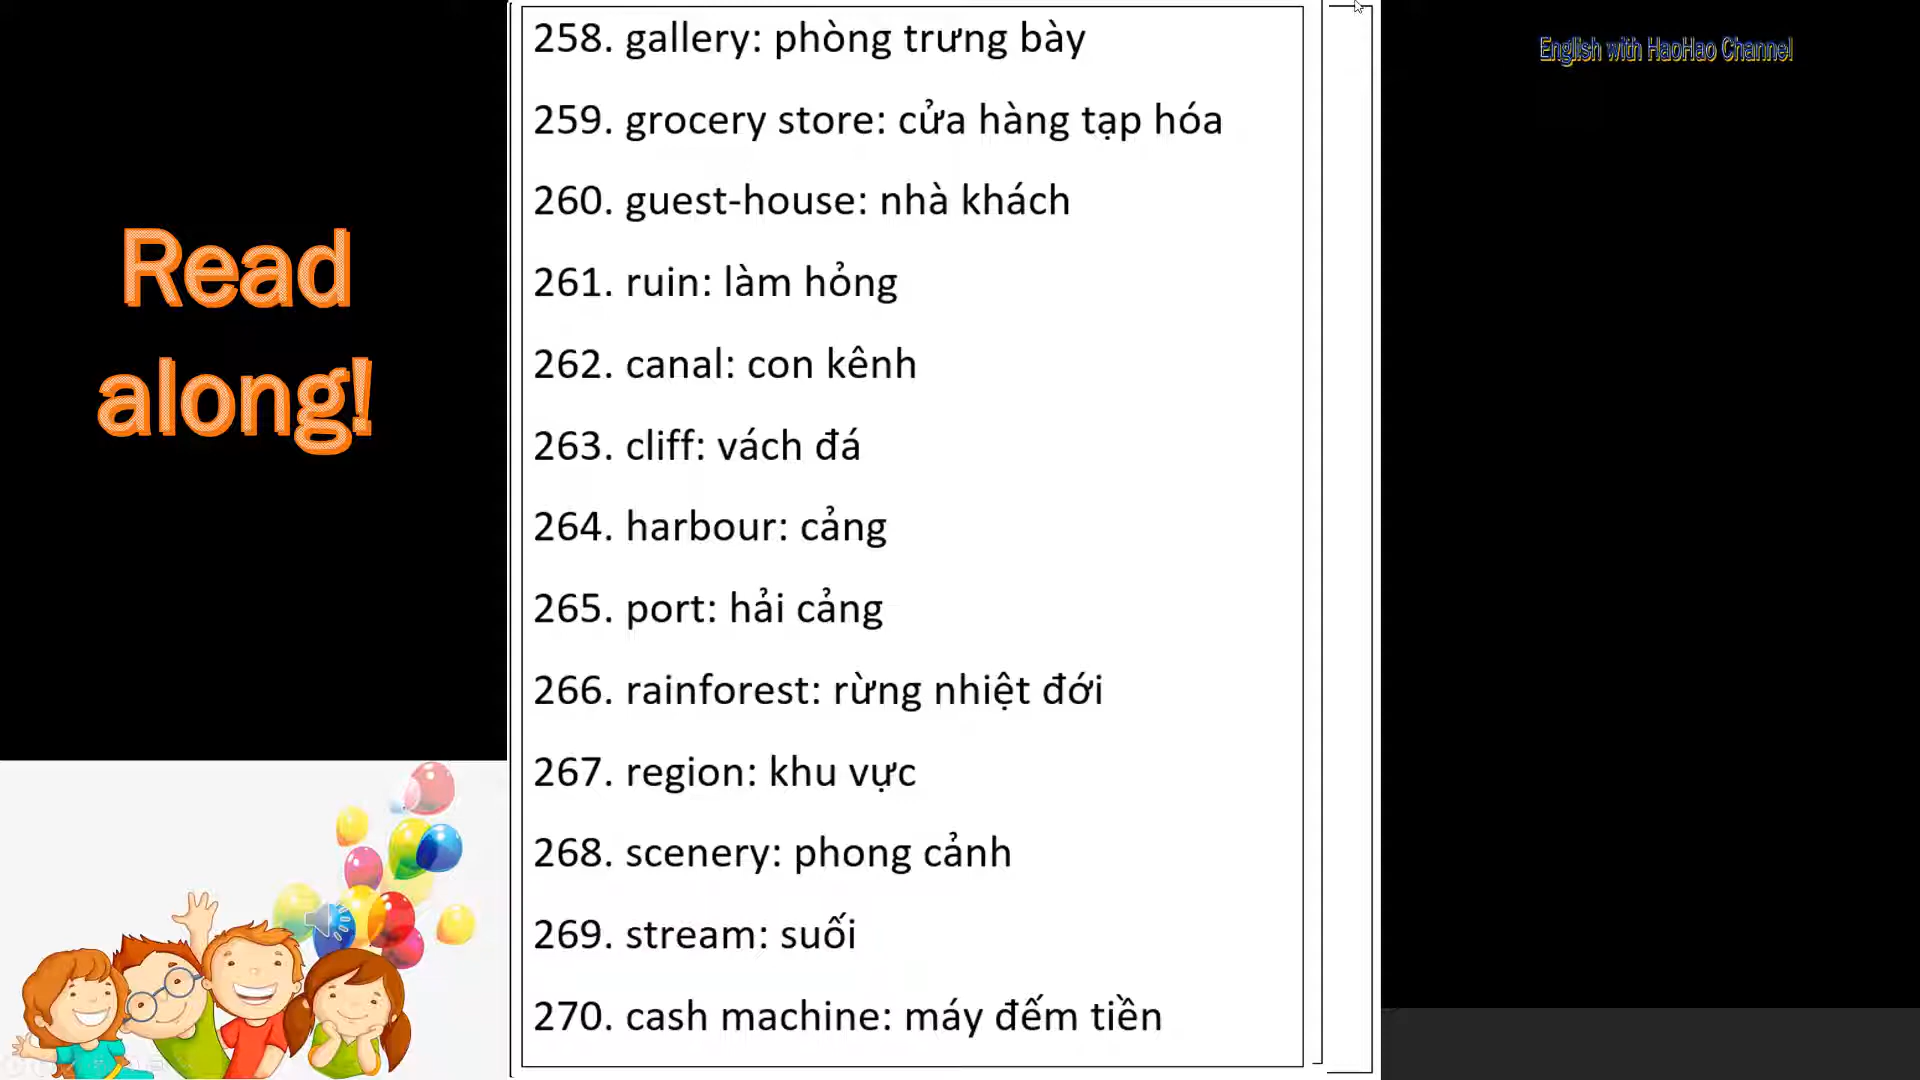 Read
along!
258. gallery: phòng trưng bày
259. grocery store: cửa hàng tạp hóa
260. guest-house: nhà khách
261. ruin: làm hỏng
262. canal: con kênh
263. cliff: vách đá
264. harbour: cảng
265. port: hải cảng
266. rainforest: rừng nhiệt đới
267. region: khu vực
268. scenery: phong cảnh
269. stream: suối
270. cash machine: máy đếm tiền
English with HaoHao Channel